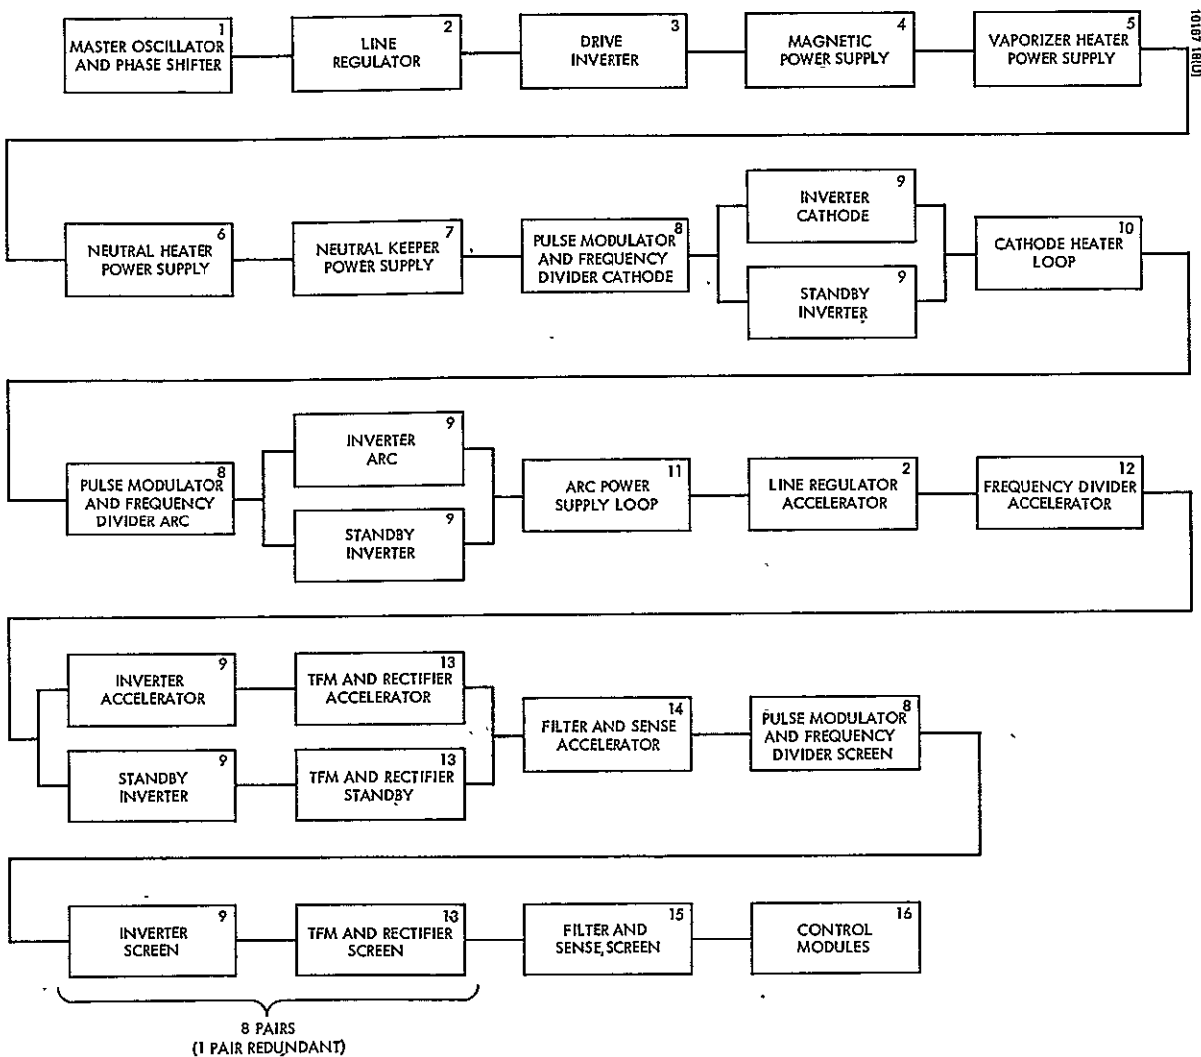 1
MASTER OSCILLATOR
AND PHASE SHIFTER
2
LINE
REGULATOR
3
DRIVE
INVERTER
4
MAGNETIC
POWER SUPPLY
5
VAPORIZER HEATER
POWER SUPPLY
10187 18(U)
6
NEUTRAL HEATER
POWER SUPPLY
7
NEUTRAL KEEPER
POWER SUPPLY
8
PULSE MODULATOR
AND FREQUENCY
DIVIDER CATHODE
9
INVERTER
CATHODE
9
STANDBY
INVERTER
10
CATHODE HEATER
LOOP
8
PULSE MODULATOR
AND FREQUENCY
DIVIDER ARC
9
INVERTER
ARC
9
STANDBY
INVERTER
11
ARC POWER
SUPPLY LOOP
2
LINE REGULATOR
ACCELERATOR
12
FREQUENCY DIVIDER
ACCELERATOR
9
INVERTER
ACCELERATOR
13
TFM AND RECTIFIER
ACCELERATOR
9
STANDBY
INVERTER
13
TFM AND RECTIFIER
STANDBY
14
FILTER AND SENSE
ACCELERATOR
8
PULSE MODULATOR
AND FREQUENCY
DIVIDER SCREEN
9
INVERTER
SCREEN
13
TFM AND RECTIFIER
SCREEN
15
FILTER AND
SENSE, SCREEN
16
CONTROL
MODULES
8 PAIRS
(1 PAIR REDUNDANT)